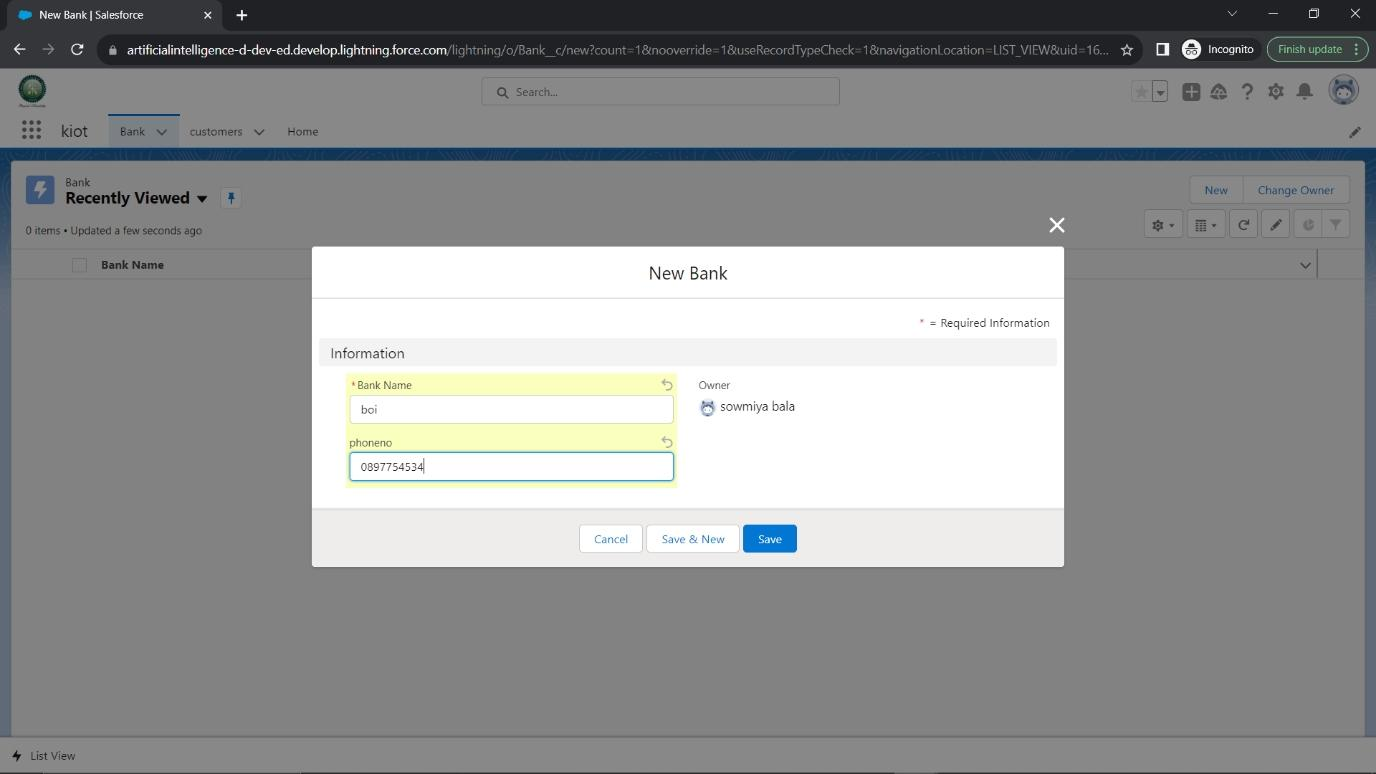 New Bank | Salesforce
artificialintelligence-d-dev-ed.develop.lightning.force.com/lightning/o/Bank__c/new?count=1&nooverride=1&useRecordTypeCheck=1&navigationLocation=LIST_VIEW&uid=16...
Incognito
Finish update
Search...
kiot
Bank
customers
Home
Bank
Recently Viewed
New
Change Owner
0 items • Updated a few seconds ago
Bank Name
New Bank
* = Required Information
Information
* Bank Name
boi
Owner
sowmiya bala
phoneno
0897754534
Cancel
Save & New
Save
List View